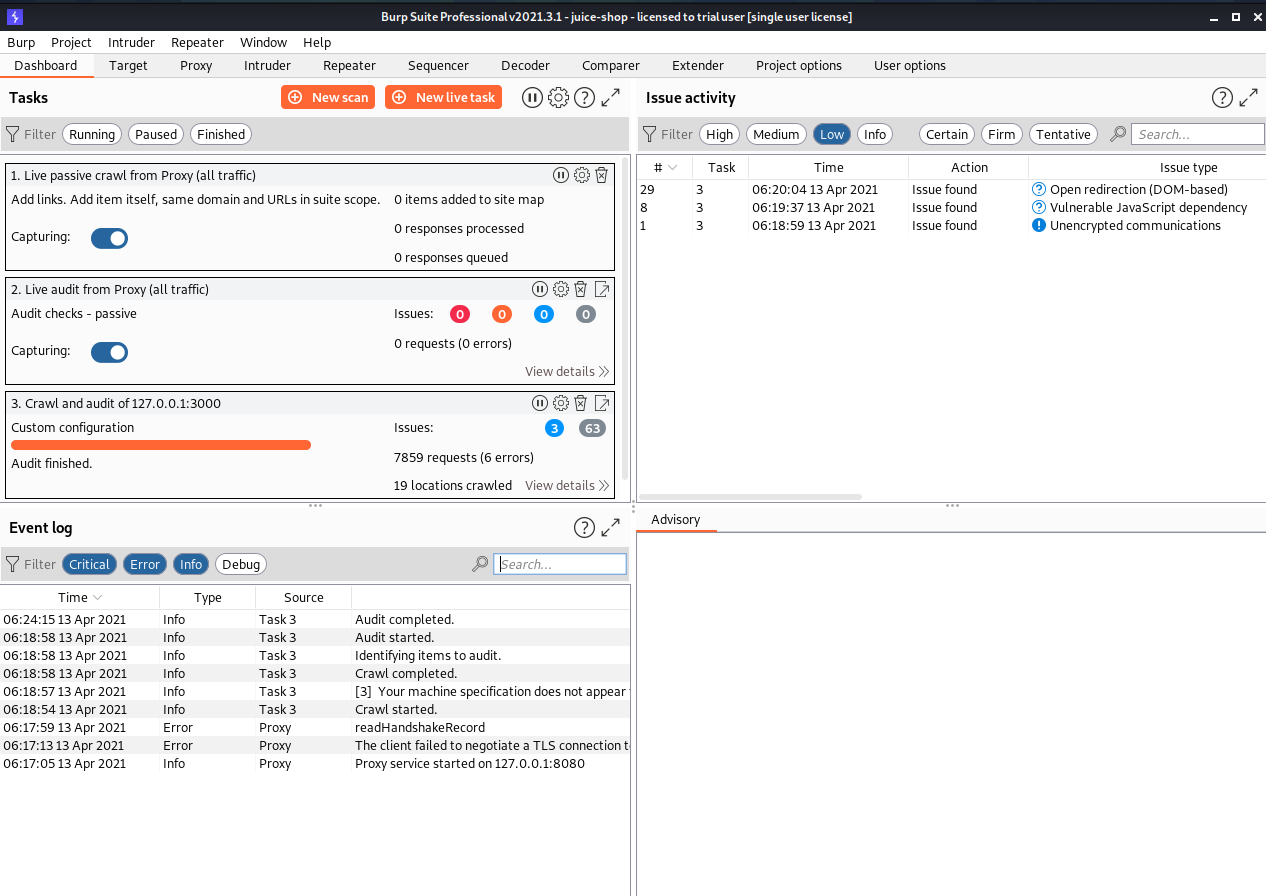 Burp Suite Professional v2021.3.1 - juice-shop - licensed to trial user [single user license]
Burp Project Intruder Repeater Window Help
Dashboard Target Proxy Intruder Repeater Sequencer Decoder Comparer Extender Project options User options
Tasks New scan New live task ?
Filter Running Paused Finished
1. Live passive crawl from Proxy (all traffic)
Add links. Add item itself, same domain and URLs in suite scope. 0 items added to site map
0 responses processed
Capturing:
0 responses queued
2. Live audit from Proxy (all traffic)
Audit checks - passive Issues: 0 0 0 0
0 requests (0 errors)
Capturing:
View details
3. Crawl and audit of 127.0.0.1:3000
Custom configuration Issues: 3 63
7859 requests (6 errors)
Audit finished.
19 locations crawled View details
Issue activity ?
Filter High Medium Low Info Certain Firm Tentative Search...
# Task Time Action Issue type
29 3 06:20:04 13 Apr 2021 Issue found ? Open redirection (DOM-based)
8 3 06:19:37 13 Apr 2021 Issue found ? Vulnerable JavaScript dependency
1 3 06:18:59 13 Apr 2021 Issue found ! Unencrypted communications
Event log ?
Filter Critical Error Info Debug Search...
Time Type Source
06:24:15 13 Apr 2021 Info Task 3 Audit completed.
06:18:58 13 Apr 2021 Info Task 3 Audit started.
06:18:58 13 Apr 2021 Info Task 3 Identifying items to audit.
06:18:58 13 Apr 2021 Info Task 3 Crawl completed.
06:18:57 13 Apr 2021 Info Task 3 [3] Your machine specification does not appear
06:18:54 13 Apr 2021 Info Task 3 Crawl started.
06:17:59 13 Apr 2021 Error Proxy readHandshakeRecord
06:17:13 13 Apr 2021 Error Proxy The client failed to negotiate a TLS connection t
06:17:05 13 Apr 2021 Info Proxy Proxy service started on 127.0.0.1:8080
Advisory